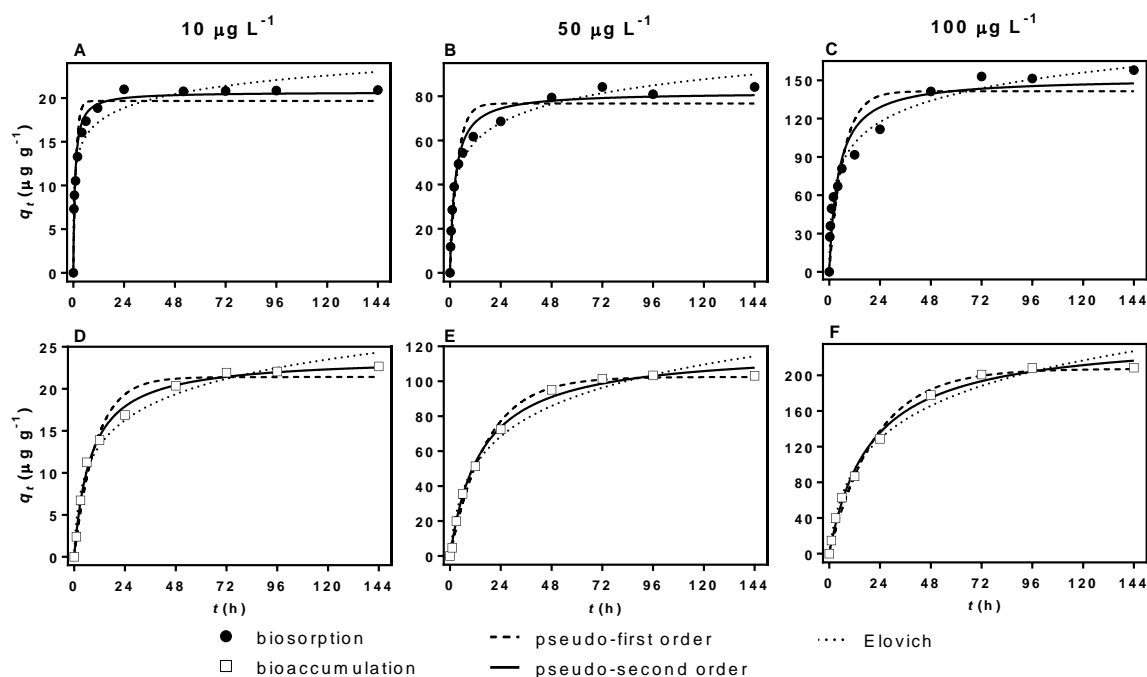 10 μg L⁻¹
50 μg L⁻¹
100 μg L⁻¹
A
B
C
20
15
10
5
0
q t (μg g⁻¹)
80
60
40
20
0
150
120
90
60
30
0
0 24 48 72 96 120 144
0 24 48 72 96 120 144
0 24 48 72 96 120 144
D
E
F
25
20
15
10
5
0
q t (μg g⁻¹)
120
100
80
60
40
20
0
200
160
120
80
40
0
0 24 48 72 96 120 144
0 24 48 72 96 120 144
0 24 48 72 96 120 144
t (h)
t (h)
t (h)
biosorption
pseudo-first order
Elovich
bioaccumulation
pseudo-second order